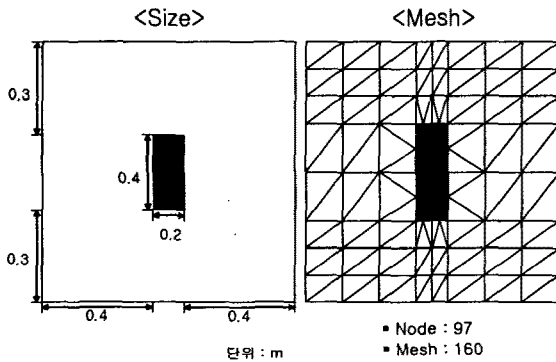 <Size>
<Mesh>
0.3
0.4
0.2
0.3
0.4
0.4
단위 : m
▪ Node : 97
▪ Mesh : 160